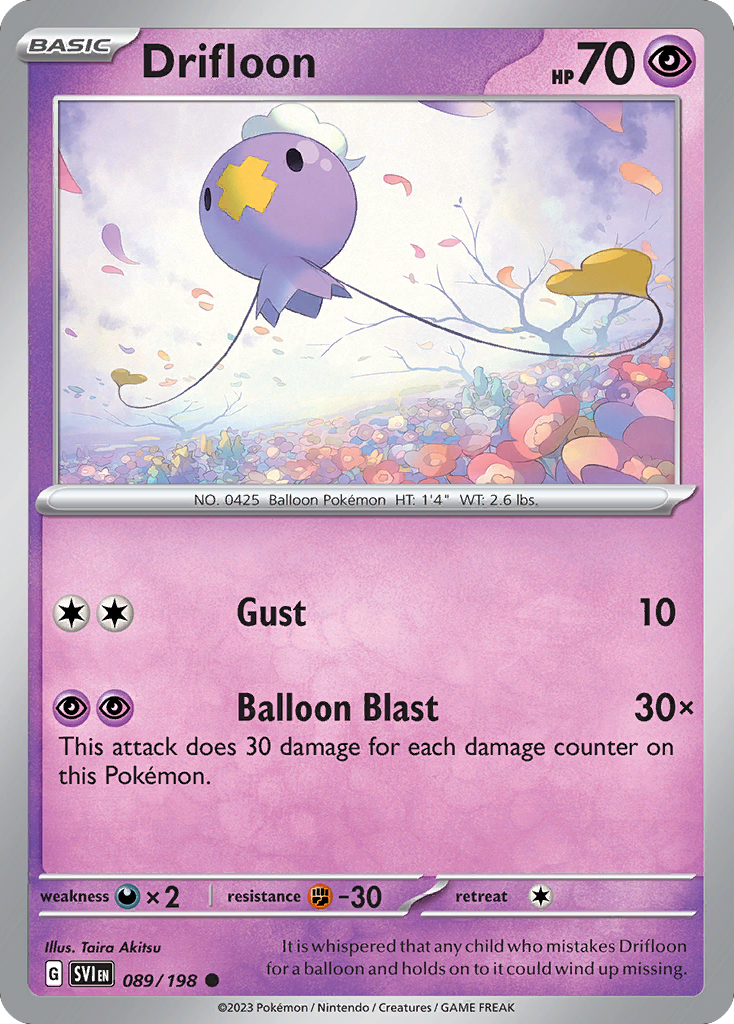 BASIC
Drifloon
HP 70
NO. 0425 Balloon Pokémon HT: 1'4" WT: 2.6 lbs.
Gust 10
Balloon Blast 30×
This attack does 30 damage for each damage counter on
this Pokémon.
weakness ×2 resistance -30 retreat
Illus. Taira Akitsu
It is whispered that any child who mistakes Drifloon
for a balloon and holds on to it could wind up missing.
G SVI EN 089/198
©2023 Pokémon / Nintendo / Creatures / GAME FREAK